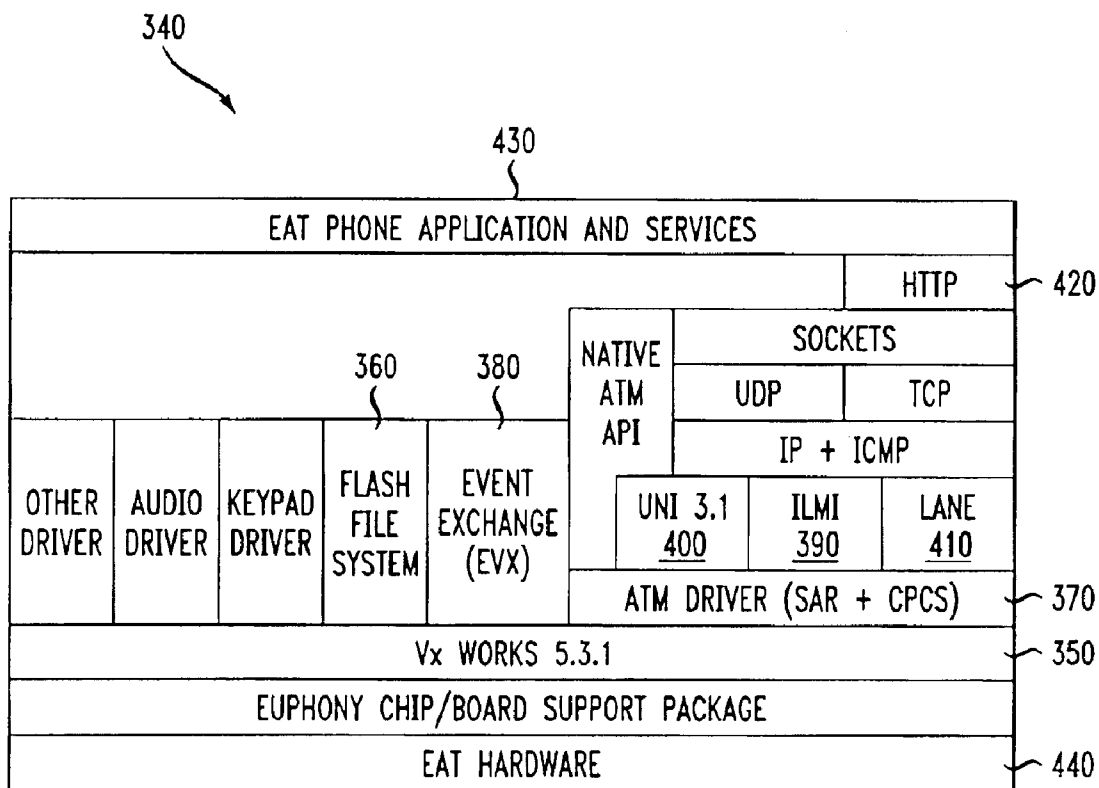 340
430
EAT PHONE APPLICATION AND SERVICES
HTTP
420
SOCKETS
NATIVE
ATM
API
360
380
UDP
TCP
IP + ICMP
OTHER
DRIVER
AUDIO
DRIVER
KEYPAD
DRIVER
FLASH
FILE
SYSTEM
EVENT
EXCHANGE
(EVX)
UNI 3.1
400
ILMI
390
LANE
410
ATM DRIVER (SAR + CPCS)
370
Vx WORKS 5.3.1
350
EUPHONY CHIP/BOARD SUPPORT PACKAGE
EAT HARDWARE
440